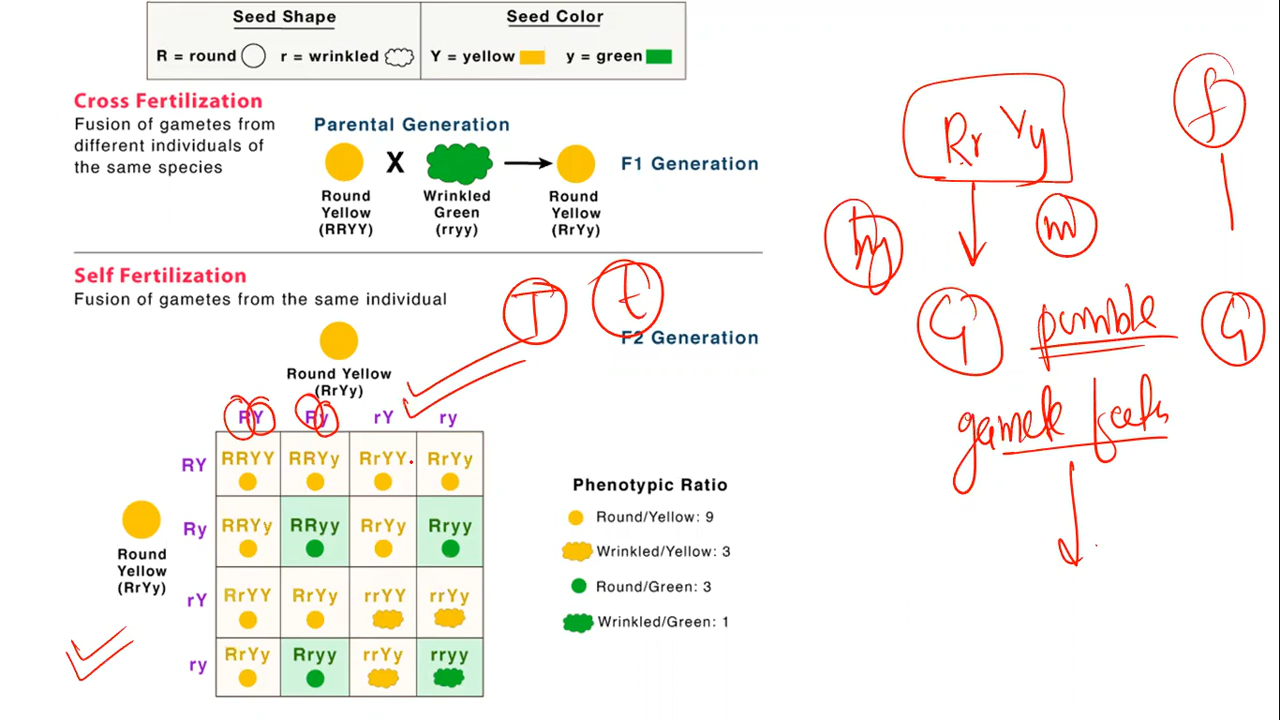 Seed Shape
R = round r = wrinkled
Seed Color
Y = yellow y = green
Cross Fertilization
Fusion of gametes from
different individuals of
the same species
Parental Generation
X
F1 Generation
Round
Yellow
(RRYY)
Wrinkled
Green
(rryy)
Round
Yellow
(RrYy)
Self Fertilization
Fusion of gametes from the same individual
F2 Generation
Round Yellow
(RrYy)
RY Ry rY ry
RY RRYY RRYy RrYY RrYy
Ry RRYy RRyy RrYy Rryy
rY RrYY RrYy rrYY rrYy
ry RrYy Rryy rrYy rryy
Round
Yellow
(RrYy)
Phenotypic Ratio
Round/Yellow: 9
Wrinkled/Yellow: 3
Round/Green: 3
Wrinkled/Green: 1
T t
Rr Yy
f
hy
m
possible
gamete